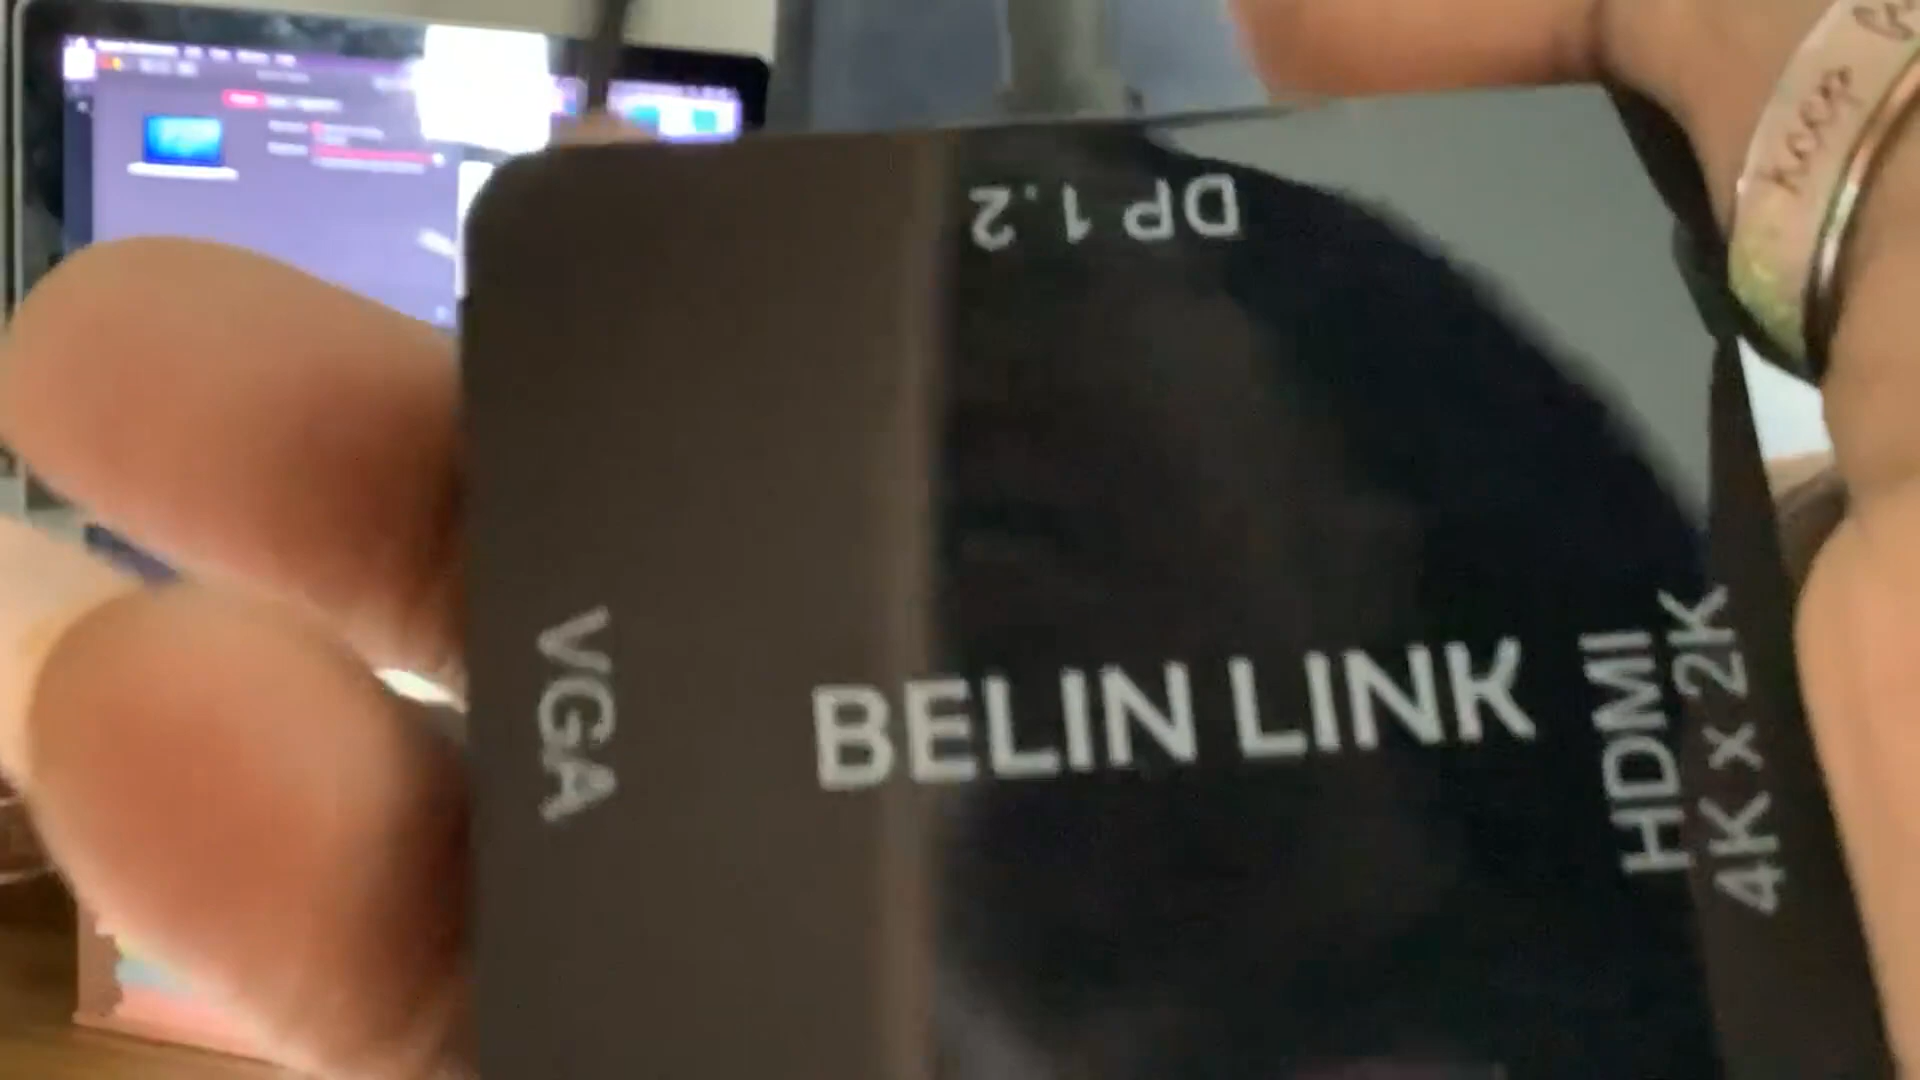 DP 1.2
VGA
BELIN LINK
HDMI
4K x 2K